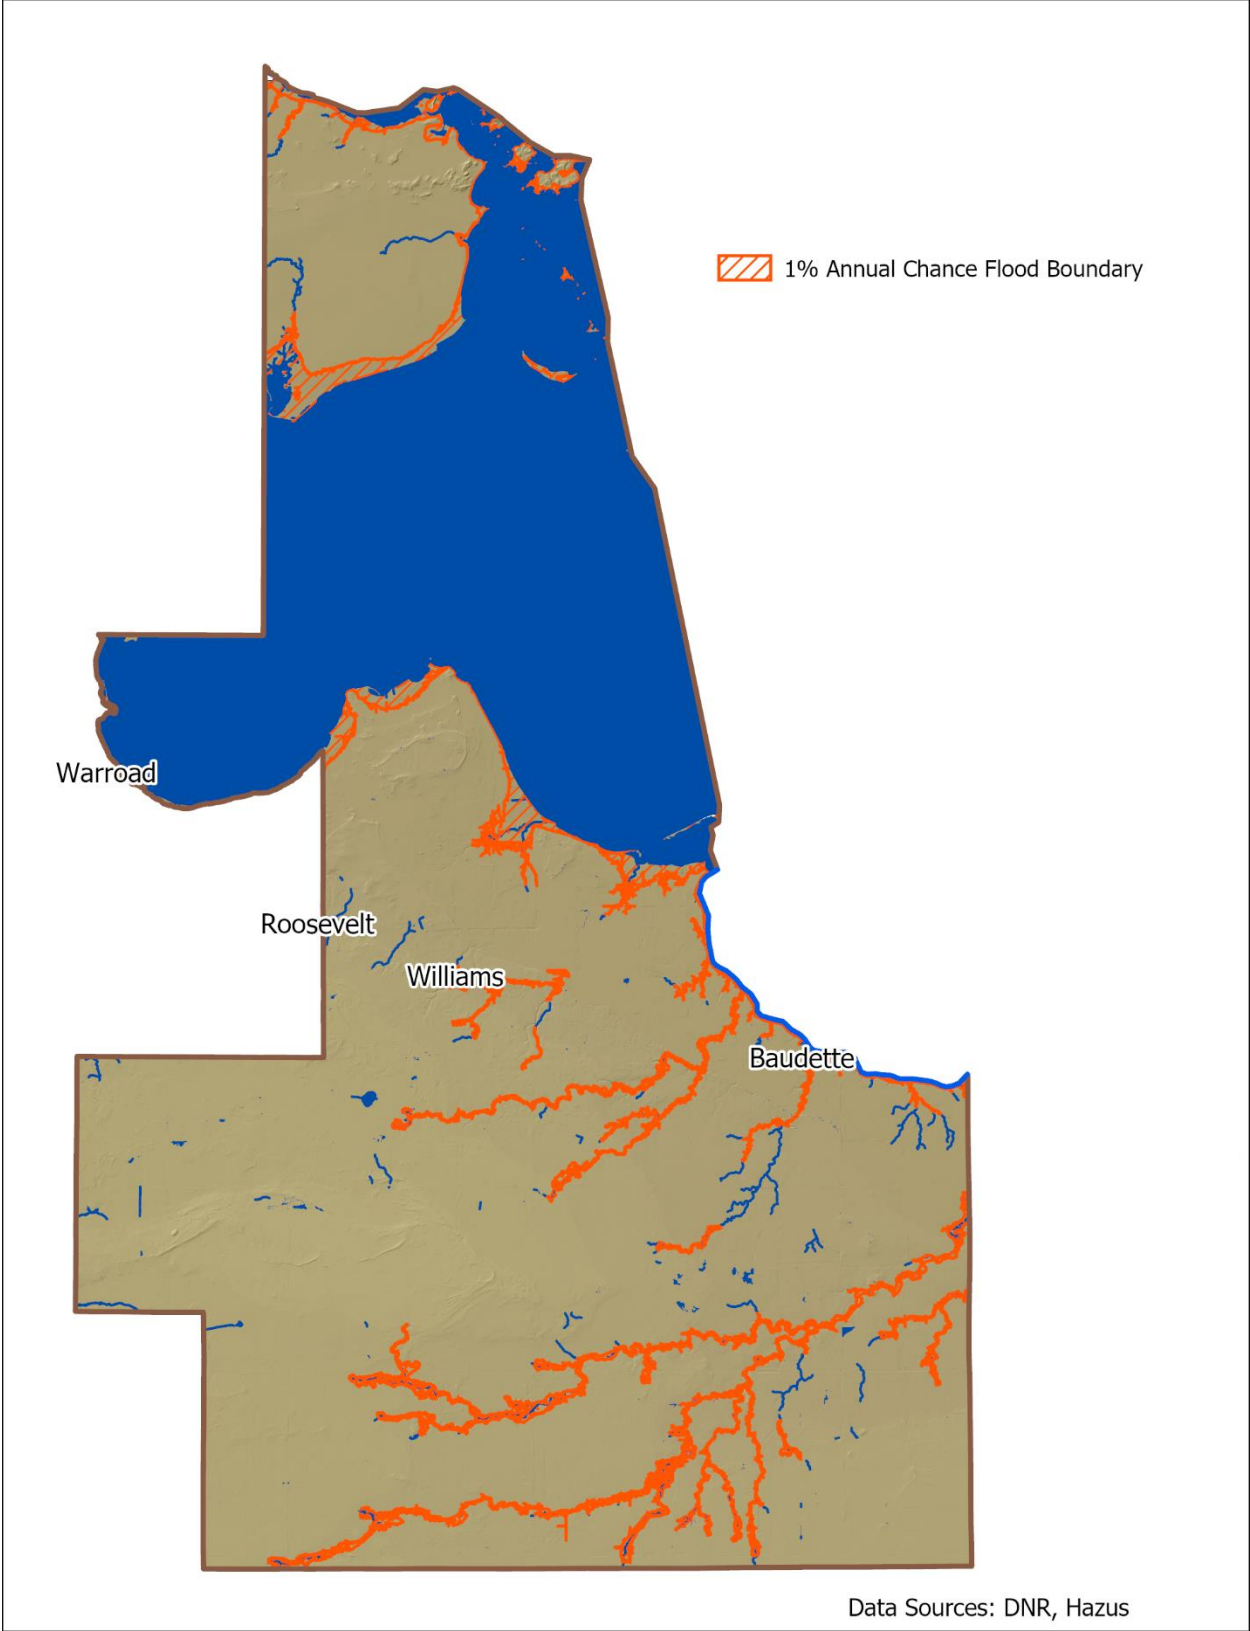 1% Annual Chance Flood Boundary
Warroad
Roosevelt
Williams
Baudette
Data Sources: DNR, Hazus